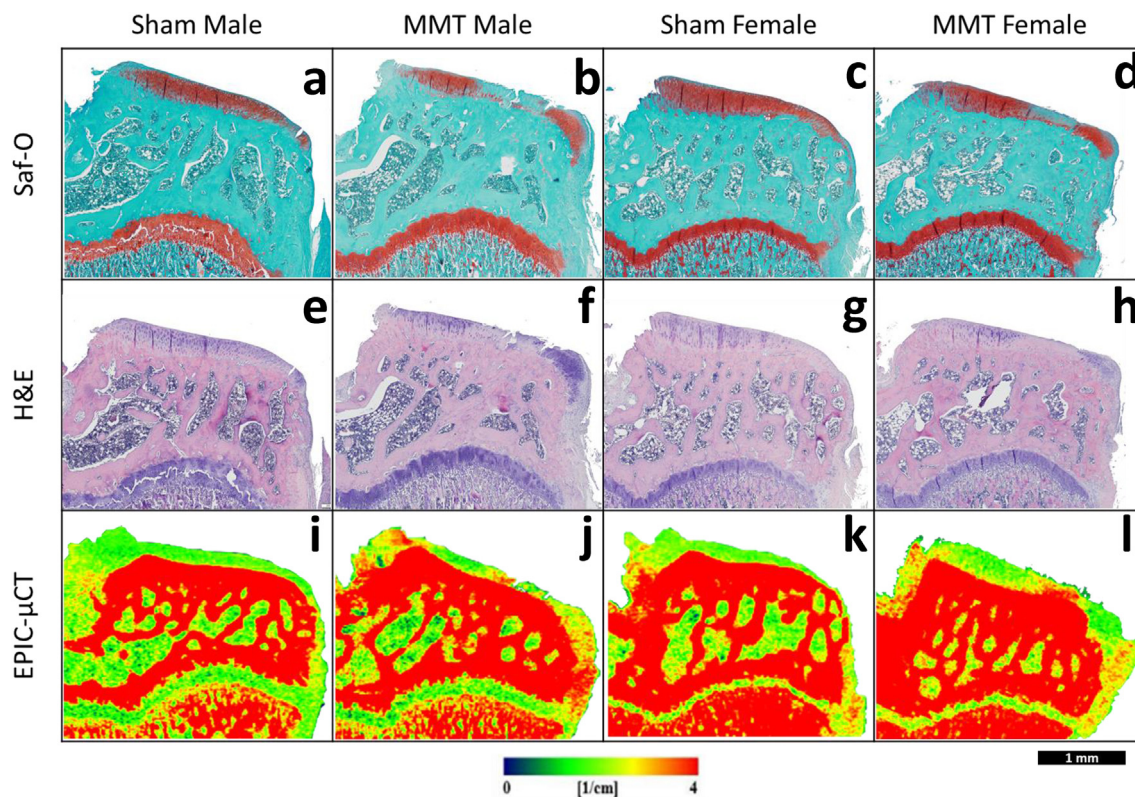 Sham Male MMT Male Sham Female MMT Female
Saf-O
a b c d
H&E
e f g h
EPIC-μCT
i j k l
0 [1/cm] 4
1 mm